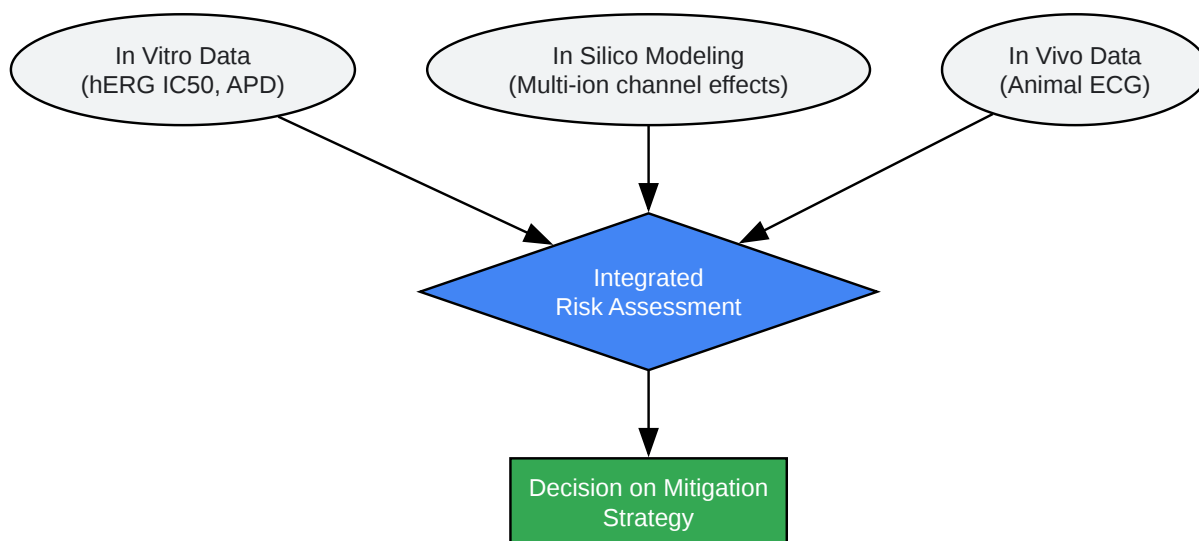 In Vitro Data
(hERG IC50, APD)
In Silico Modeling
(Multi-ion channel effects)
In Vivo Data
(Animal ECG)
Integrated
Risk Assessment
Decision on Mitigation
Strategy